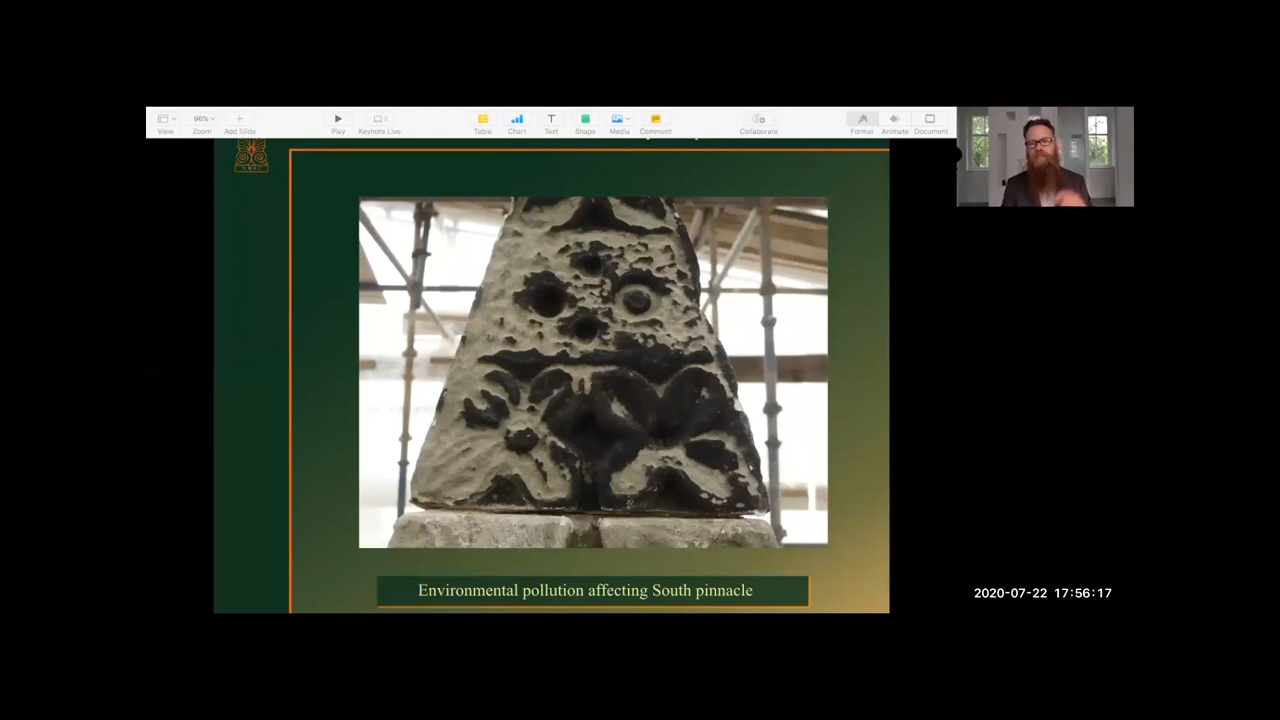 View
96%
Zoom
Add Slide
Play
Keynote Live
Table
Chart
Text
Shape
Media
Comment
Collaborate
Format
Animate
Document
Environmental pollution affecting South pinnacle
2020-07-22 17:56:17